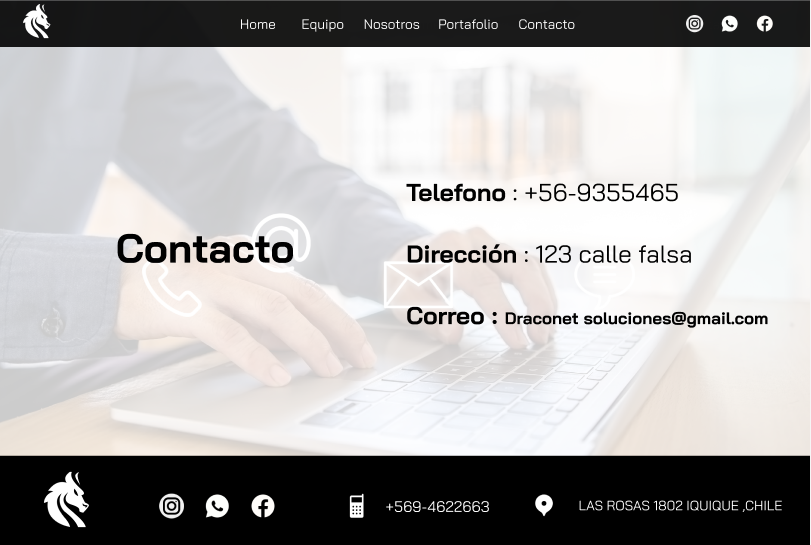 Home Equipo Nosotros Portafolio Contacto
Contacto
Telefono : +56-9355465
Dirección : 123 calle falsa
Correo : Draconet soluciones@gmail.com
+569-4622663
LAS ROSAS 1802 IQUIQUE ,CHILE